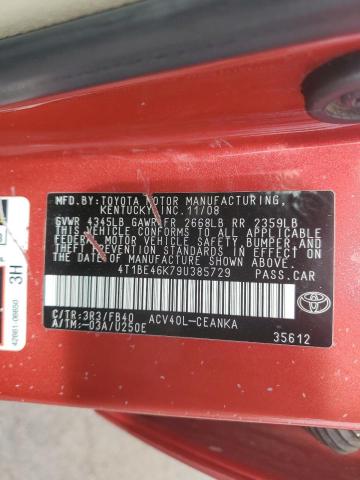 MFD. BY:TOYOTA MOTOR MANUFACTURING,
KENTUCKY, INC. 11/08
GVWR 4345LB GAWR FR 2668LB RR 2359LB
THIS VEHICLE CONFORMS TO ALL APPLICABLE
FEDERAL MOTOR VEHICLE SAFETY, BUMPER, AND
THEFT PREVENTION STANDARDS IN EFFECT ON
THE DATE OF MANUFACTURE SHOWN ABOVE.
4T1BE46K79U385729 PASS.CAR
C/TR:3R3/FB40 ACV40L-CEANKA
A/TM:-03A/U250E
35612
TOYOTA
3H